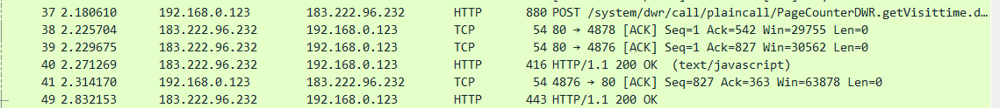 37 2.180610 192.168.0.123 183.222.96.232 HTTP 880 POST /system/dwr/call/plaincall/PageCounterDWR.getVisittime.d…
38 2.225704 183.222.96.232 192.168.0.123 TCP 54 80 → 4878 [ACK] Seq=1 Ack=542 Win=29755 Len=0
39 2.229675 183.222.96.232 192.168.0.123 TCP 54 80 → 4876 [ACK] Seq=1 Ack=827 Win=30562 Len=0
40 2.271269 183.222.96.232 192.168.0.123 HTTP 416 HTTP/1.1 200 OK (text/javascript)
41 2.314170 192.168.0.123 183.222.96.232 TCP 54 4876 → 80 [ACK] Seq=827 Ack=363 Win=63878 Len=0
49 2.832153 183.222.96.232 192.168.0.123 HTTP 443 HTTP/1.1 200 OK